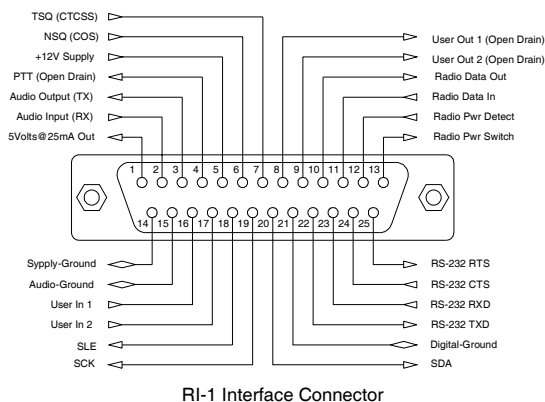 TSQ (CTCSS)
NSQ (COS)
+12V Supply
PTT (Open Drain)
Audio Output (TX)
Audio Input (RX)
5Volts@25mA Out
User Out 1 (Open Drain)
User Out 2 (Open Drain)
Radio Data Out
Radio Data In
Radio Pwr Detect
Radio Pwr Switch
1 2 3 4 5 6 7 8 9 10 11 12 13
14 15 16 17 18 19 20 21 22 23 24 25
Sypply-Ground
Audio-Ground
User In 1
User In 2
SLE
SCK
RS-232 RTS
RS-232 CTS
RS-232 RXD
RS-232 TXD
Digital-Ground
SDA
RI-1 Interface Connector